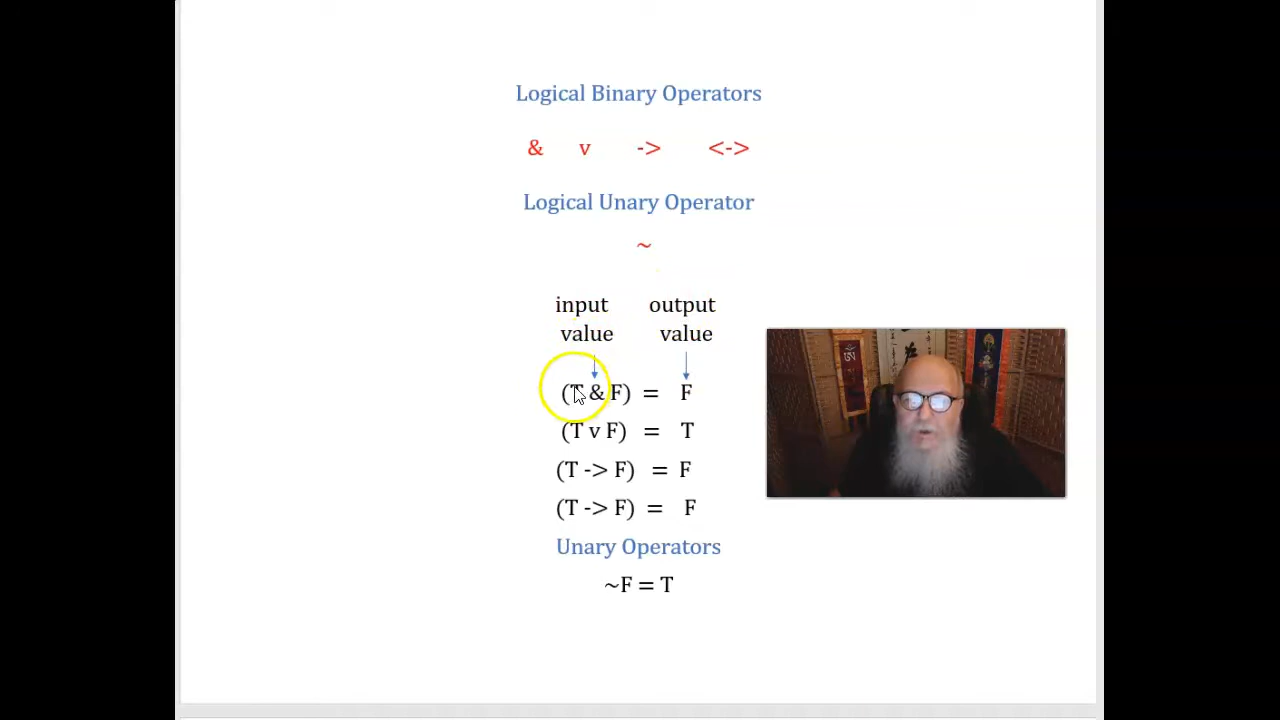 Logical Binary Operators
& v -> <->
Logical Unary Operator
~
input output
value value
(T & F) = F
(T v F) = T
(T -> F) = F
(T -> F) = F
Unary Operators
~F = T